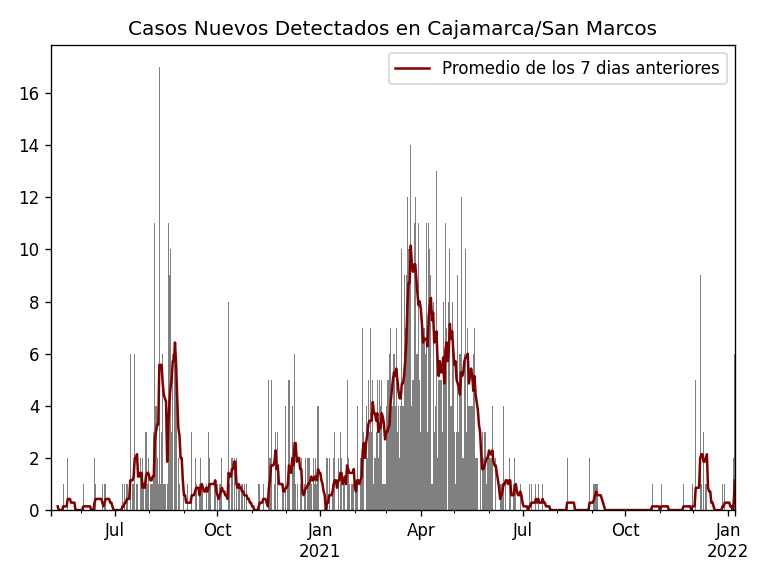 Casos Nuevos Detectados en Cajamarca/San Marcos
Promedio de los 7 dias anteriores
16
14
12
10
8
6
4
2
0
Jul
Oct
Jan
2021
Apr
Jul
Oct
Jan
2022